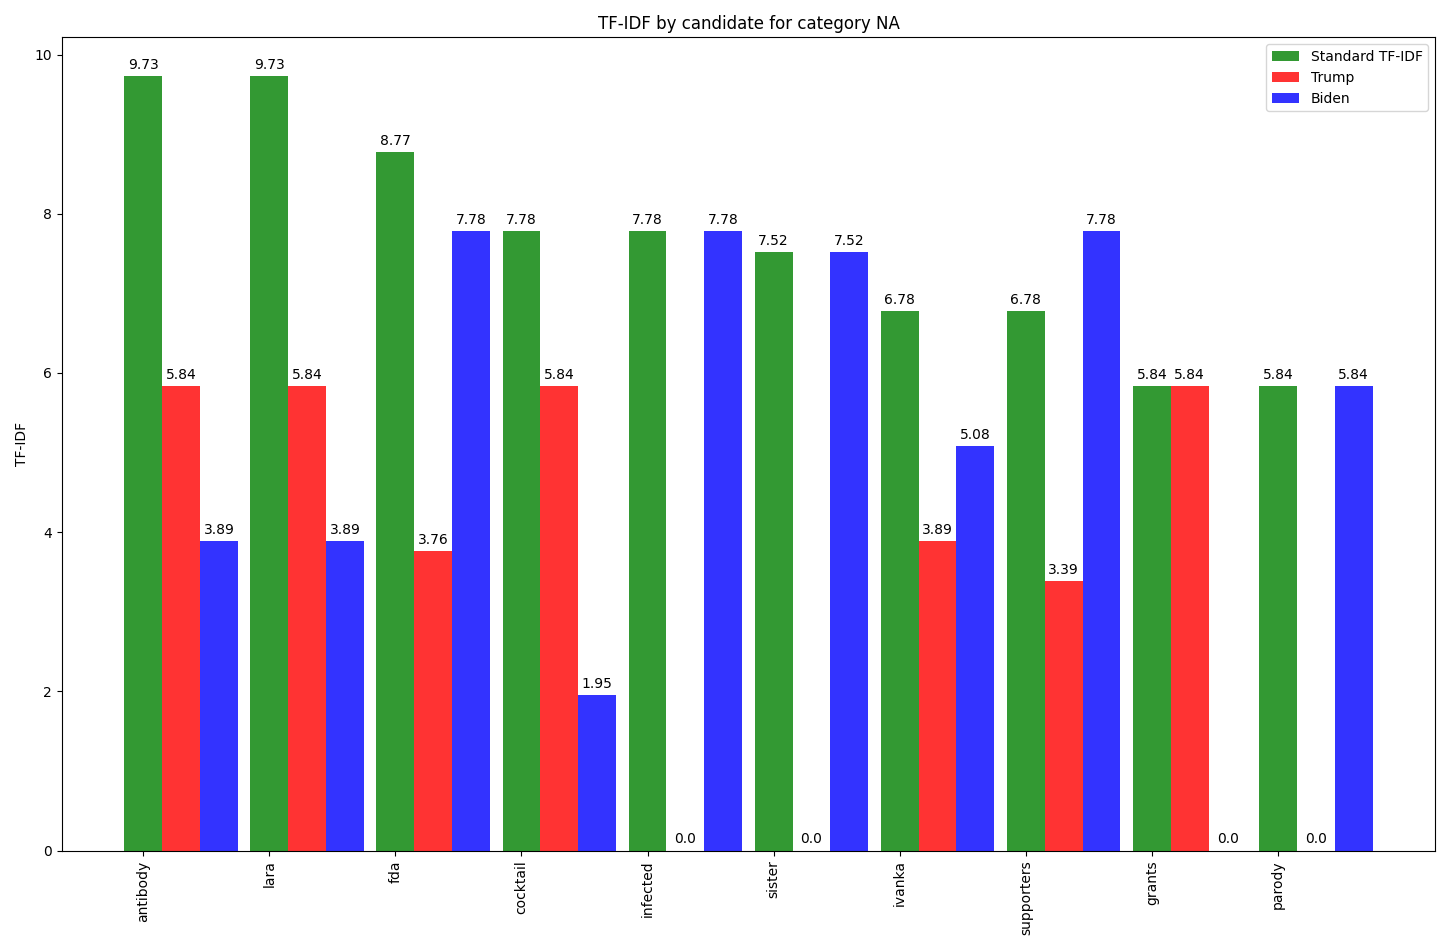 TF-IDF by candidate for category NA
Standard TF-IDF
Trump
Biden
TF-IDF
10
8
6
4
2
0
9.73
5.84
3.89
9.73
5.84
3.89
8.77
3.76
7.78
7.78
5.84
1.95
7.78
0.0
7.78
7.52
0.0
7.52
6.78
3.89
5.08
6.78
3.39
7.78
5.84
5.84
0.0
5.84
0.0
5.84
antibody
lara
fda
cocktail
infected
sister
ivanka
supporters
grants
parody